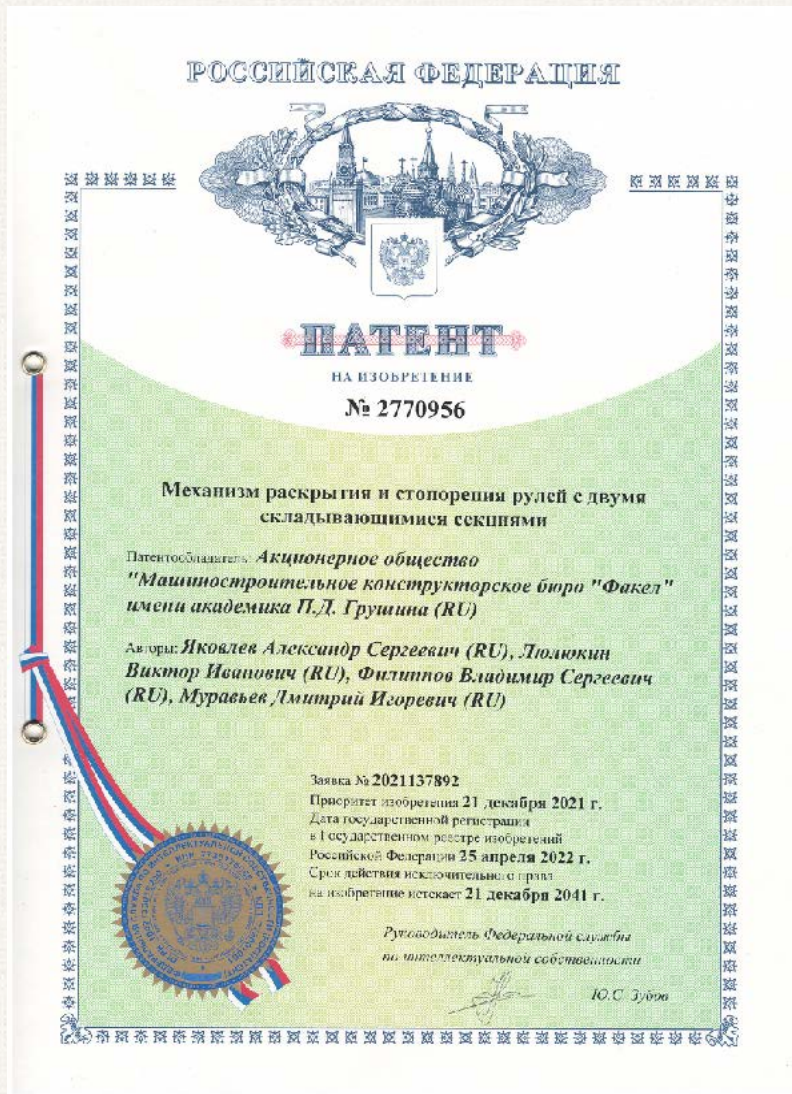 РОССИЙСКАЯ ФЕДЕРАЦИЯ
ПАТЕНТ
НА ИЗОБРЕТЕНИЕ
№ 2770956
Механизм раскрытия и стопорения рулей с двумя
складывающимися секциями
Патентообладатель: Акционерное общество
"Машиностроительное конструкторское бюро "Факел"
имени академика П.Д. Грушина (RU)
Авторы: Яковлев Александр Сергеевич (RU), Люлюкин
Виктор Иванович (RU), Филиппов Владимир Сергеевич
(RU), Муравьев Дмитрий Игоревич (RU)
Заявка № 2021137892
Приоритет изобретения 21 декабря 2021 г.
Дата государственной регистрации
в Государственном реестре изобретений
Российской Федерации 25 апреля 2022 г.
Срок действия исключительного права
на изобретение истекает 21 декабря 2041 г.
Руководитель Федеральной службы
по интеллектуальной собственности
Ю.С. Зубов